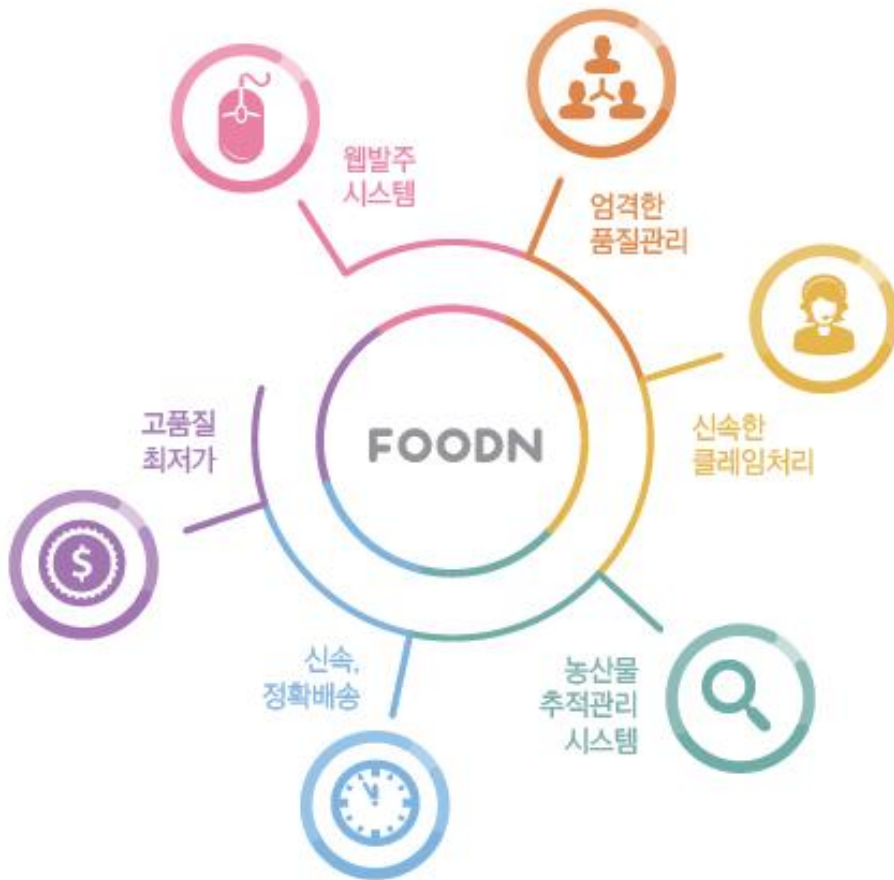 웹발주
시스템
엄격한
품질관리
신속한
클레임처리
농산물
추적관리
시스템
신속,
정확배송
고품질
최저가
FOODN
$